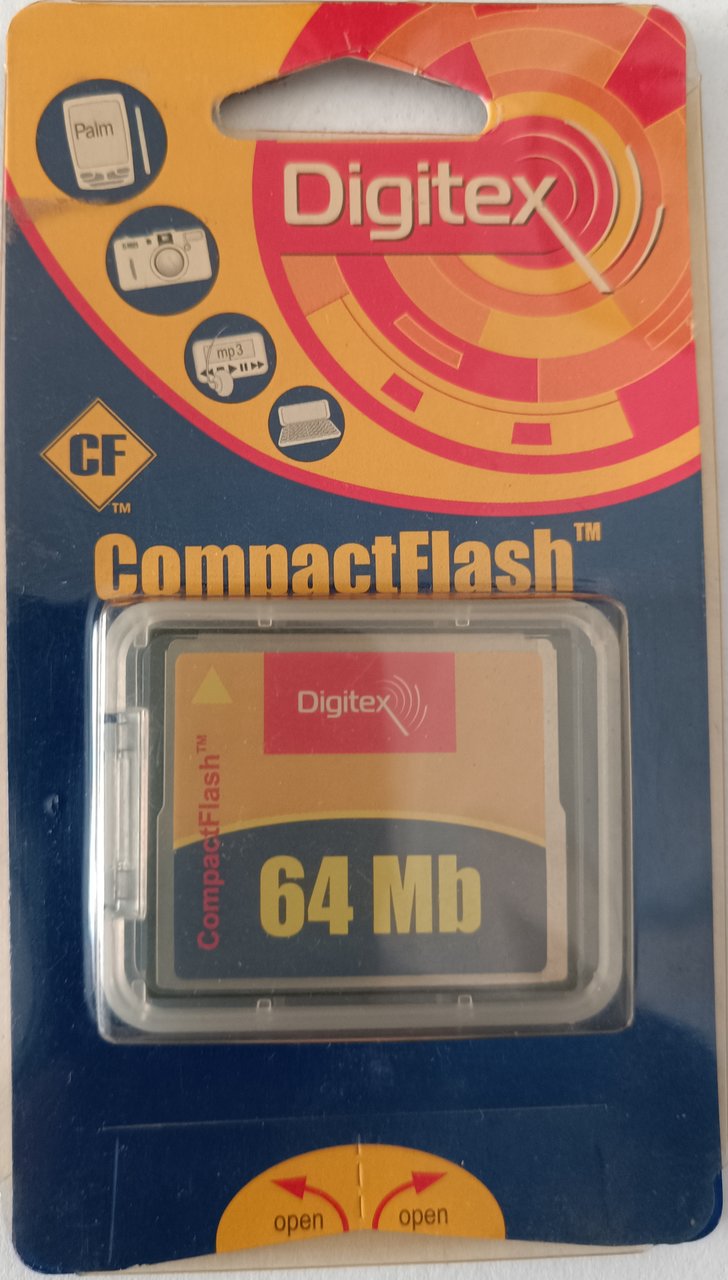 Palm
Digitex
mp3
CF
TM
CompactFlash™
Digitex
CompactFlash™
64 Mb
open
open